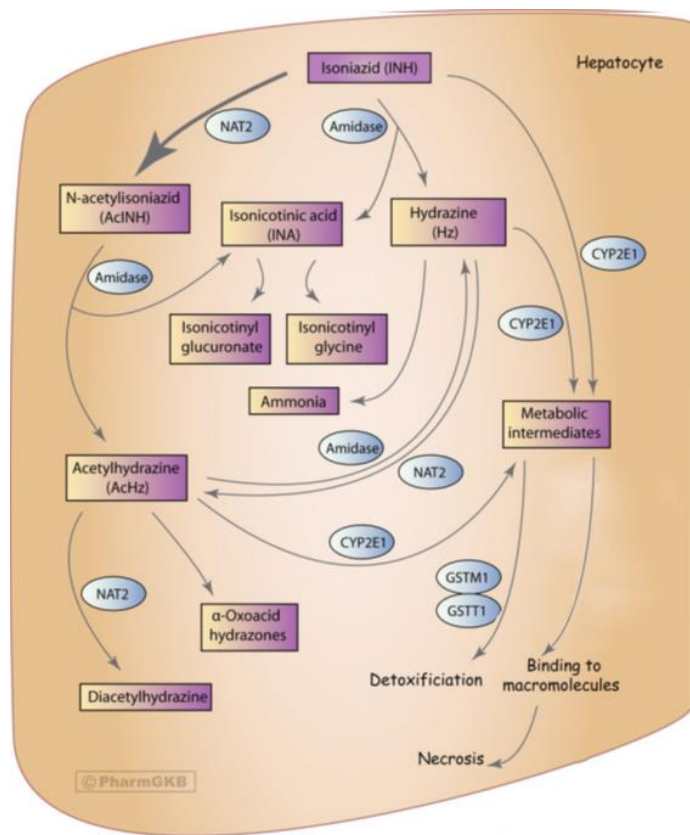 Isoniazid (INH)
Hepatocyte
NAT2
Amidase
N-acetylisoniazid
(AcINH)
Isonicotinic acid
(INA)
Hydrazine
(Hz)
CYP2E1
Amidase
CYP2E1
Isonicotinyl
glucuronate
Isonicotinyl
glycine
Ammonia
Metabolic
intermediates
Amidase
NAT2
Acetylhydrazine
(AcHz)
CYP2E1
GSTM1
GSTT1
NAT2
α-Oxoacid
hydrazones
Detoxificiation
Binding to
macromolecules
Diacetylhydrazine
Necrosis
© PharmGKB